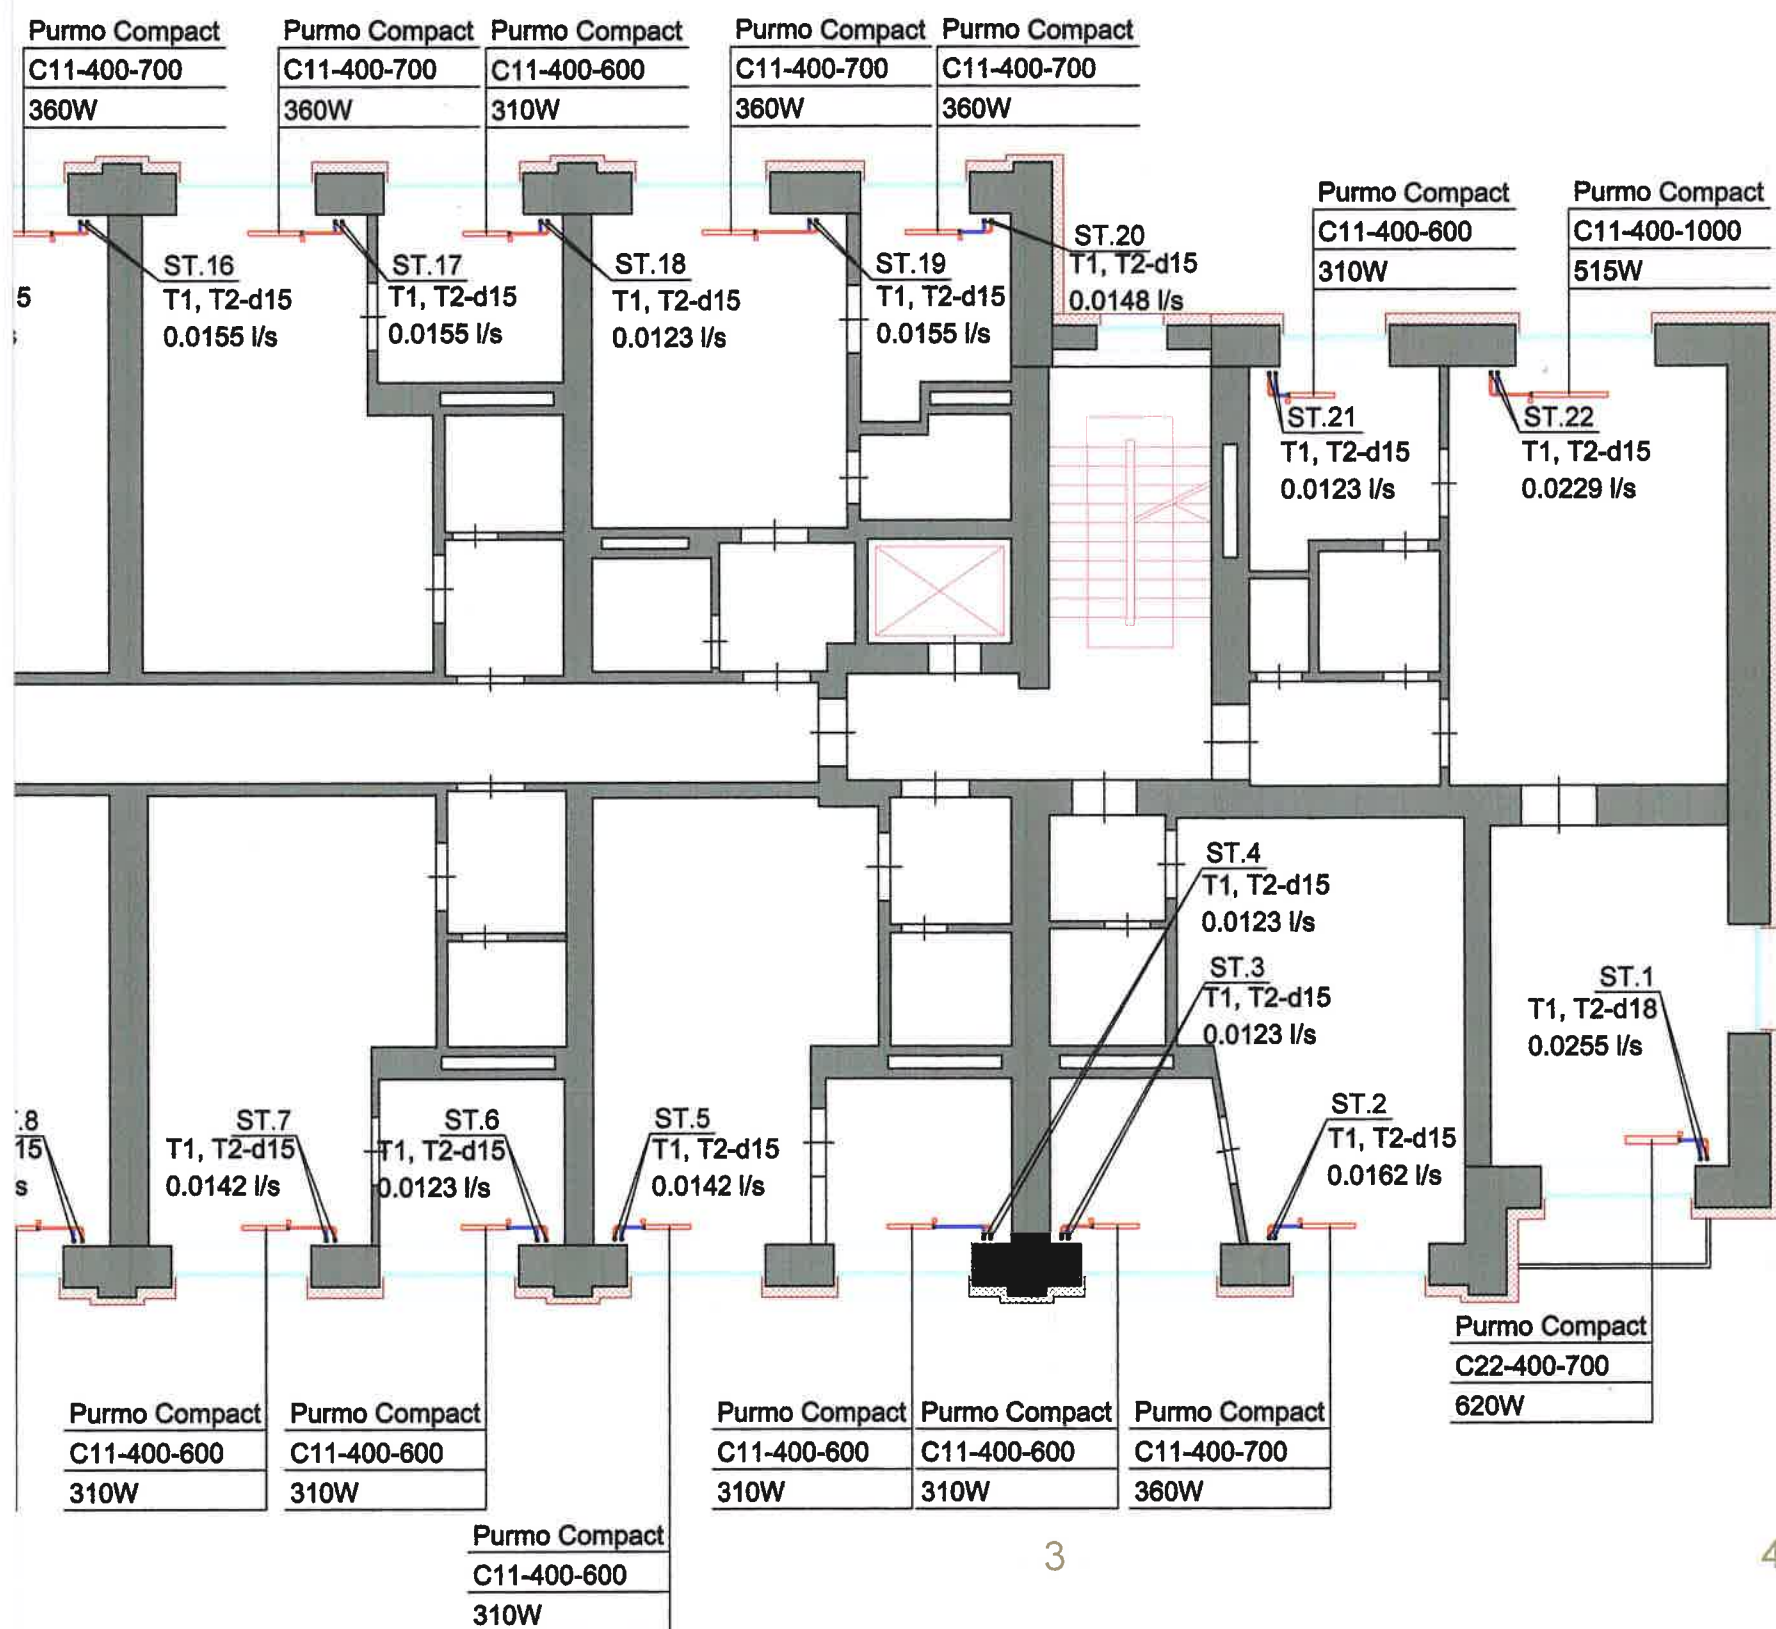 Purmo Compact
C11-400-700
360W
Purmo Compact
C11-400-700
360W
Purmo Compact
C11-400-600
310W
Purmo Compact
C11-400-700
360W
Purmo Compact
C11-400-700
360W
Purmo Compact
C11-400-600
310W
Purmo Compact
C11-400-1000
515W
5
s
ST.16
T1, T2-d15
0.0155 l/s
ST.17
T1, T2-d15
0.0155 l/s
ST.18
T1, T2-d15
0.0123 l/s
ST.19
T1, T2-d15
0.0155 l/s
ST.20
T1, T2-d15
0.0148 l/s
ST.21
T1, T2-d15
0.0123 l/s
ST.22
T1, T2-d15
0.0229 l/s
ST.4
T1, T2-d15
0.0123 l/s
ST.3
T1, T2-d15
0.0123 l/s
ST.1
T1, T2-d18
0.0255 l/s
.8
15
s
ST.7
T1, T2-d15
0.0142 l/s
ST.6
T1, T2-d15
0.0123 l/s
ST.5
T1, T2-d15
0.0142 l/s
ST.2
T1, T2-d15
0.0162 l/s
Purmo Compact
C22-400-700
620W
Purmo Compact
C11-400-600
310W
Purmo Compact
C11-400-600
310W
Purmo Compact
C11-400-600
310W
Purmo Compact
C11-400-600
310W
Purmo Compact
C11-400-700
360W
Purmo Compact
C11-400-600
310W
3
4